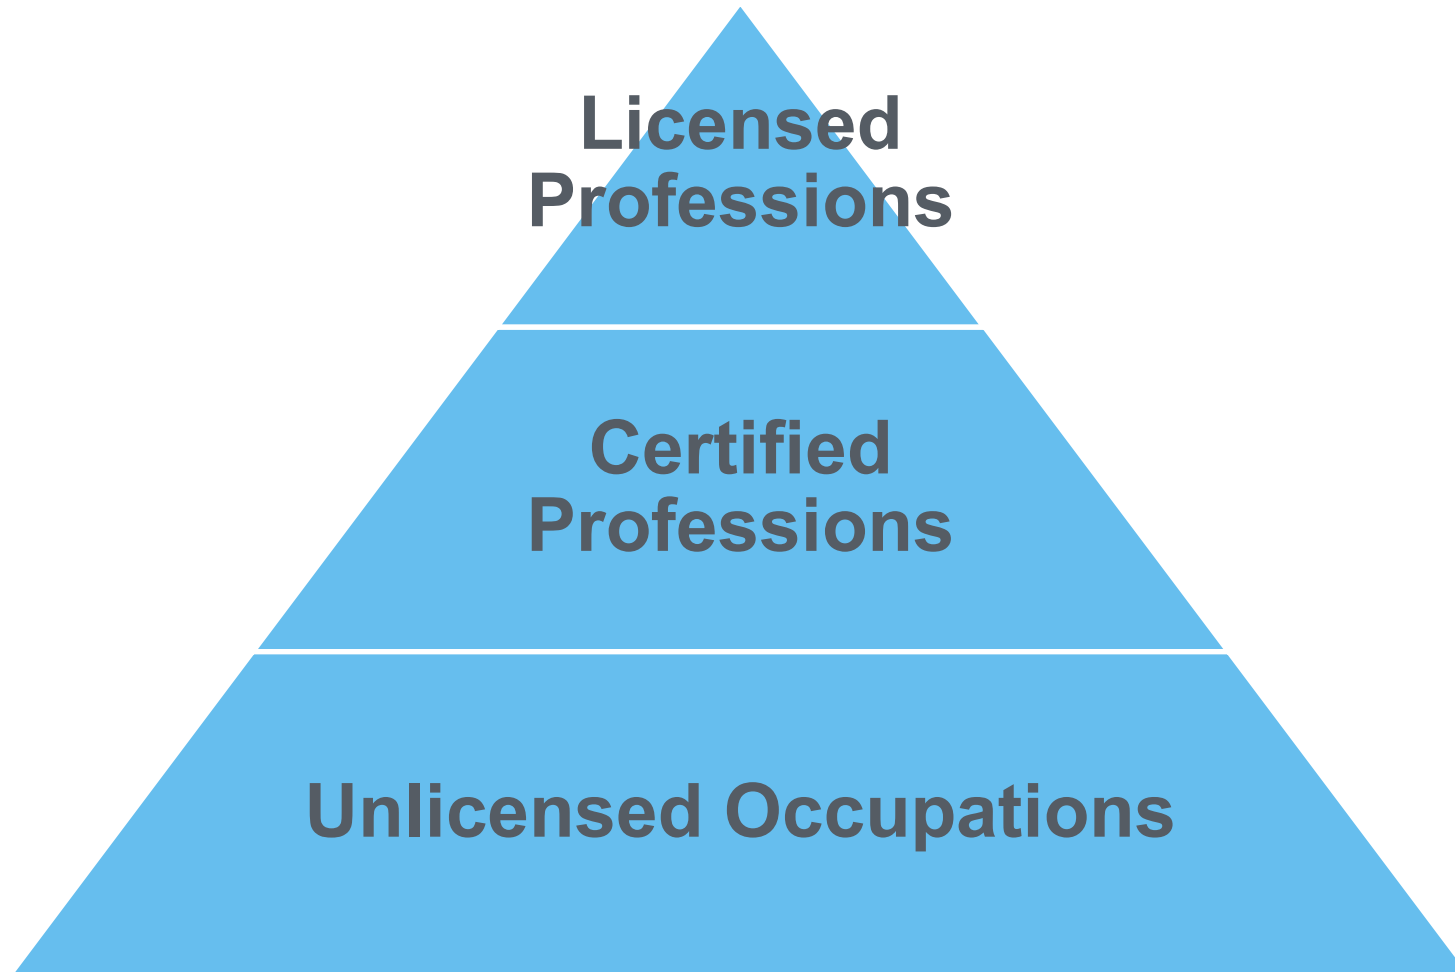 Licensed
Professions
Certified
Professions
Unlicensed Occupations